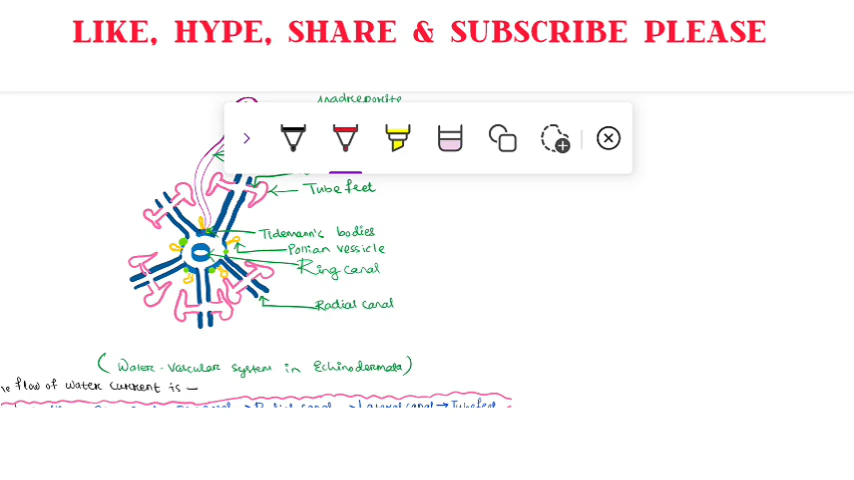 LIKE, HYPE, SHARE & SUBSCRIBE PLEASE
Madreporite
Tube feet
Tidemann's bodies
Polian vessicle
Ring canal
Radial canal
(Water-Vascular system in Echinodermata)
flow of water current is —
Radial canal → Lateral canal → Tube feet